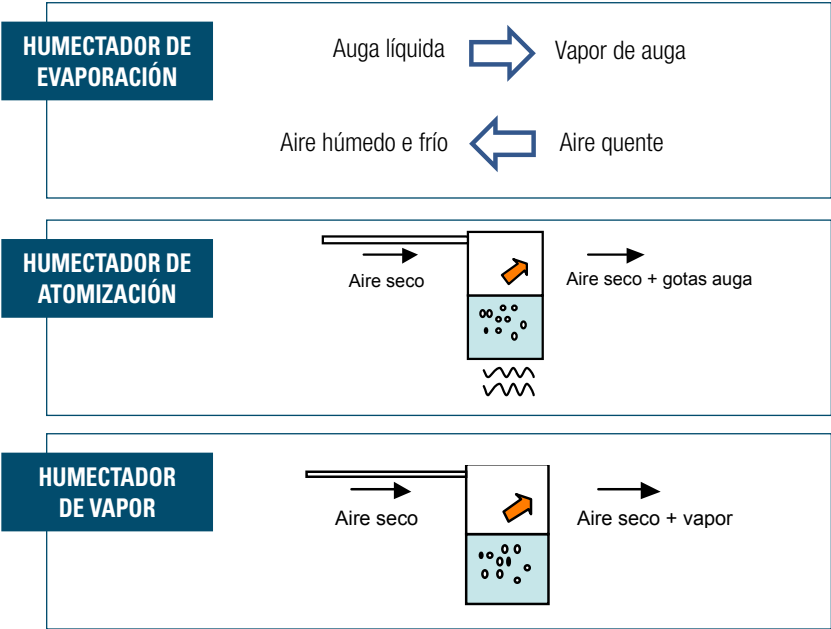 HUMECTADOR DE
EVAPORACIÓN
Auga líquida
Vapor de auga
Aire húmedo e frío
Aire quente
HUMECTADOR DE
ATOMIZACIÓN
Aire seco
Aire seco + gotas auga
HUMECTADOR
DE VAPOR
Aire seco
Aire seco + vapor